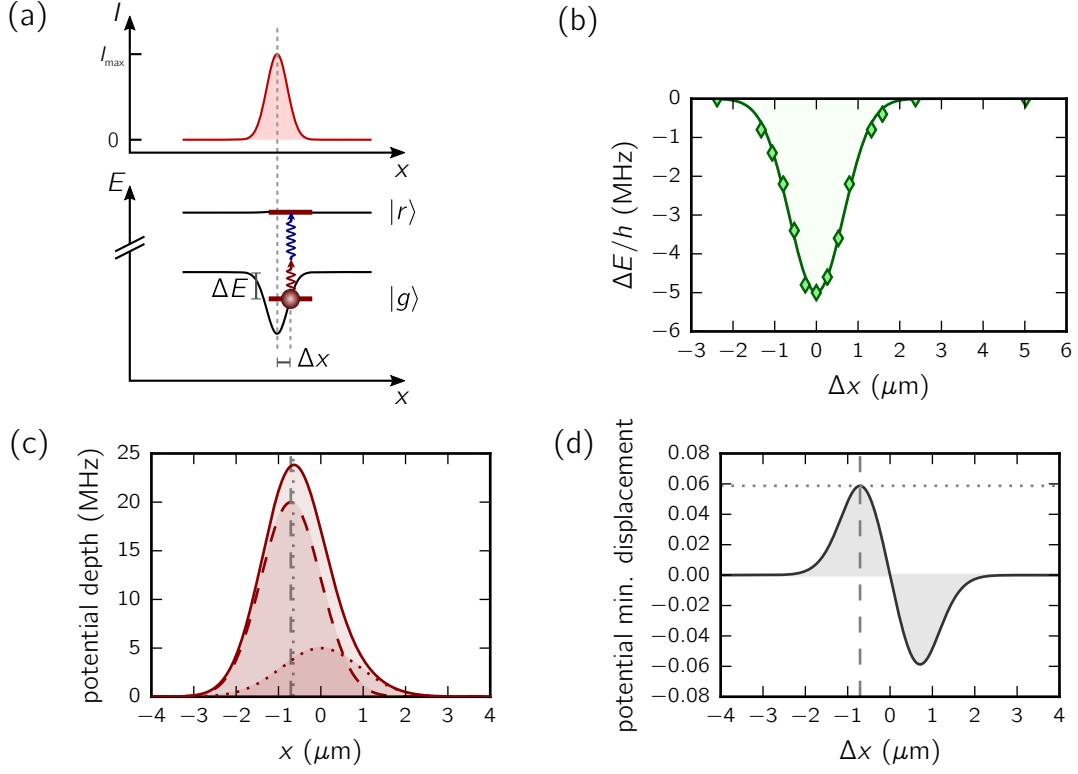 (a)
I
I_max
0
x
E
|r⟩
ΔE
|g⟩
Δx
x
(b)
0
−1
−2
−3
−4
−5
−6
ΔE/h (MHz)
−3 −2 −1 0 1 2 3 4 5 6
Δx (μm)
(c)
25
20
15
10
5
0
potential depth (MHz)
−4 −3 −2 −1 0 1 2 3 4
x (μm)
(d)
0.08
0.06
0.04
0.02
0.00
−0.02
−0.04
−0.06
−0.08
potential min. displacement
−4 −3 −2 −1 0 1 2 3 4
Δx (μm)